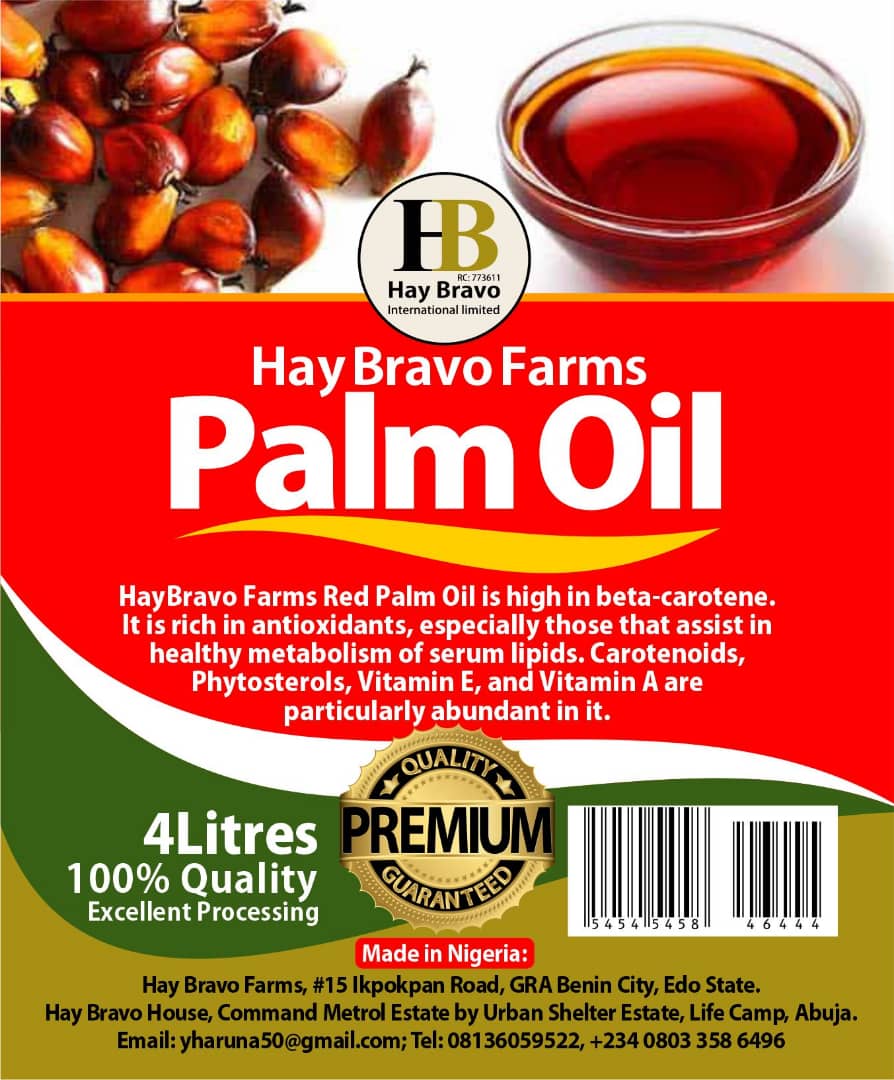 HB
RC: 773611
Hay Bravo
International limited
Hay Bravo Farms
Palm Oil
HayBravo Farms Red Palm Oil is high in beta-carotene.
It is rich in antioxidants, especially those that assist in
healthy metabolism of serum lipids. Carotenoids,
Phytosterols, Vitamin E, and Vitamin A are
particularly abundant in it.
4Litres
100% Quality
Excellent Processing
QUALITY
PREMIUM
GUARANTEED
5454 5458 46444
Made in Nigeria:
Hay Bravo Farms, #15 Ikpokpan Road, GRA Benin City, Edo State.
Hay Bravo House, Command Metrol Estate by Urban Shelter Estate, Life Camp, Abuja.
Email: yharuna50@gmail.com; Tel: 08136059522, +234 0803 358 6496